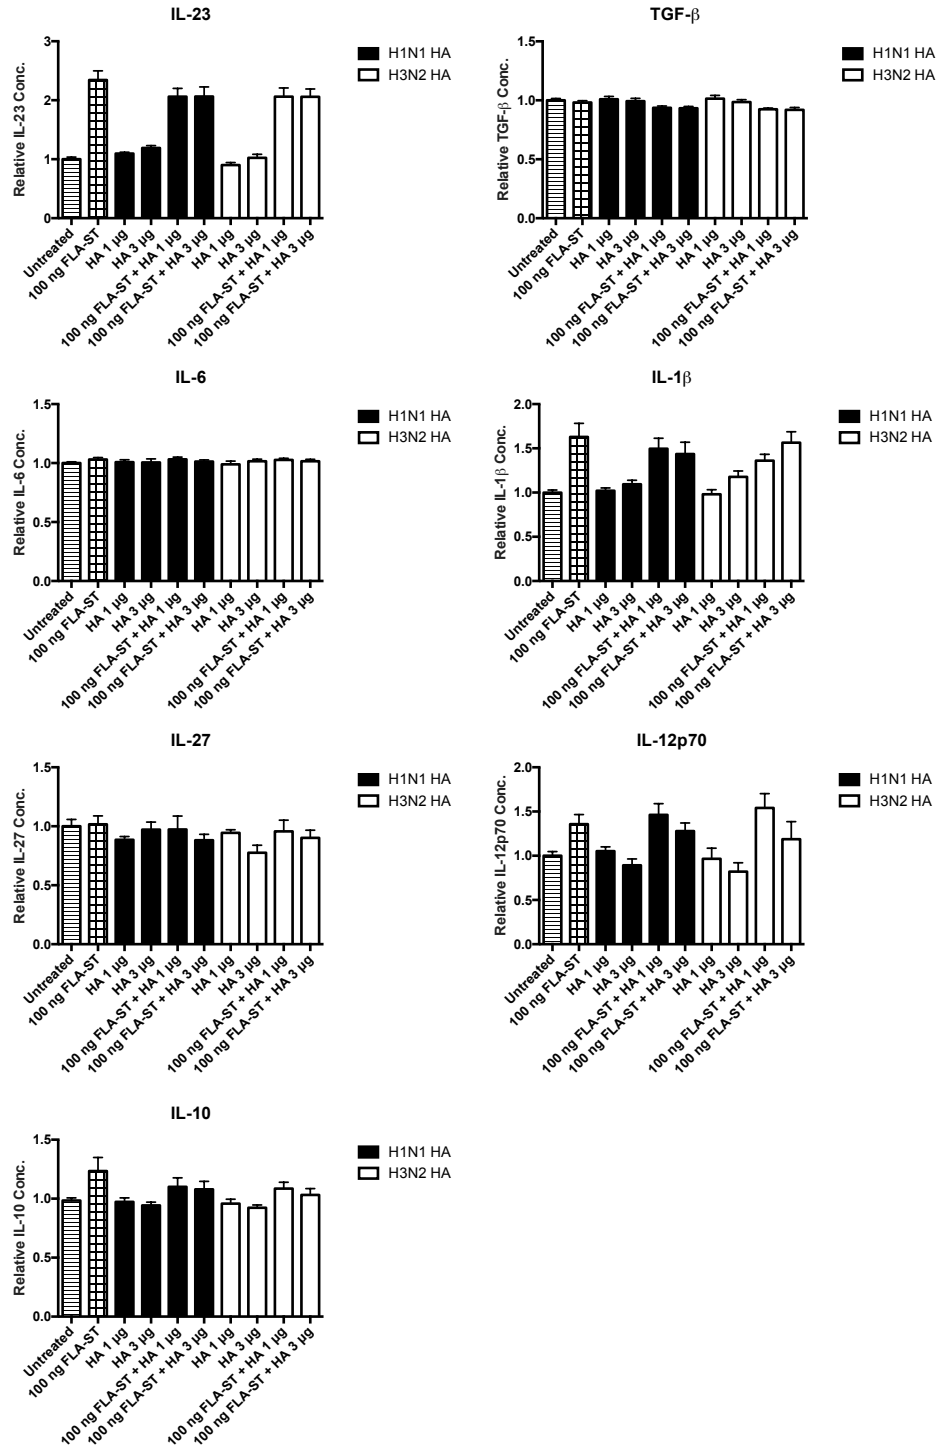 IL-23
Relative IL-23 Conc.
3
2
1
0
Untreated
100 ng FLA-ST
HA 1 µg
HA 3 µg
100 ng FLA-ST + HA 1 µg
100 ng FLA-ST + HA 3 µg
HA 1 µg
HA 3 µg
100 ng FLA-ST + HA 1 µg
100 ng FLA-ST + HA 3 µg
H1N1 HA
H3N2 HA
TGF-β
Relative TGF-β Conc.
1.5
1.0
0.5
0.0
Untreated
100 ng FLA-ST
HA 1 µg
HA 3 µg
100 ng FLA-ST + HA 1 µg
100 ng FLA-ST + HA 3 µg
HA 1 µg
HA 3 µg
100 ng FLA-ST + HA 1 µg
100 ng FLA-ST + HA 3 µg
H1N1 HA
H3N2 HA
IL-6
Relative IL-6 Conc.
1.5
1.0
0.5
0.0
Untreated
100 ng FLA-ST
HA 1 µg
HA 3 µg
100 ng FLA-ST + HA 1 µg
100 ng FLA-ST + HA 3 µg
HA 1 µg
HA 3 µg
100 ng FLA-ST + HA 1 µg
100 ng FLA-ST + HA 3 µg
H1N1 HA
H3N2 HA
IL-1β
Relative IL-1β Conc.
2.0
1.5
1.0
0.5
0.0
Untreated
100 ng FLA-ST
HA 1 µg
HA 3 µg
100 ng FLA-ST + HA 1 µg
100 ng FLA-ST + HA 3 µg
HA 1 µg
HA 3 µg
100 ng FLA-ST + HA 1 µg
100 ng FLA-ST + HA 3 µg
H1N1 HA
H3N2 HA
IL-27
Relative IL-27 Conc.
1.5
1.0
0.5
0.0
Untreated
100 ng FLA-ST
HA 1 µg
HA 3 µg
100 ng FLA-ST + HA 1 µg
100 ng FLA-ST + HA 3 µg
HA 1 µg
HA 3 µg
100 ng FLA-ST + HA 1 µg
100 ng FLA-ST + HA 3 µg
H1N1 HA
H3N2 HA
IL-12p70
Relative IL-12p70 Conc.
2.0
1.5
1.0
0.5
0.0
Untreated
100 ng FLA-ST
HA 1 µg
HA 3 µg
100 ng FLA-ST + HA 1 µg
100 ng FLA-ST + HA 3 µg
HA 1 µg
HA 3 µg
100 ng FLA-ST + HA 1 µg
100 ng FLA-ST + HA 3 µg
H1N1 HA
H3N2 HA
IL-10
Relative IL-10 Conc.
1.5
1.0
0.5
0.0
Untreated
100 ng FLA-ST
HA 1 µg
HA 3 µg
100 ng FLA-ST + HA 1 µg
100 ng FLA-ST + HA 3 µg
HA 1 µg
HA 3 µg
100 ng FLA-ST + HA 1 µg
100 ng FLA-ST + HA 3 µg
H1N1 HA
H3N2 HA